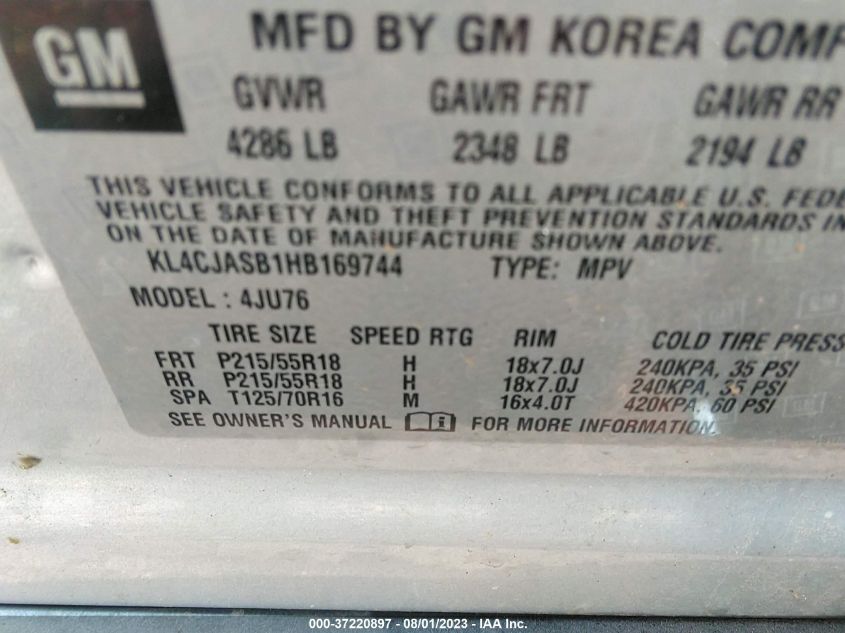 GM
MFD BY GM KOREA COMP
GVWR GAWR FRT GAWR RR
4286 LB 2348 LB 2194 LB
THIS VEHICLE CONFORMS TO ALL APPLICABLE U.S. FEDE
VEHICLE SAFETY AND THEFT PREVENTION STANDARDS IN
ON THE DATE OF MANUFACTURE SHOWN ABOVE.
KL4CJASB1HB169744 TYPE: MPV
MODEL : 4JU76
TIRE SIZE SPEED RTG RIM COLD TIRE PRESS
FRT P215/55R18 H 18x7.0J 240KPA, 35 PSI
RR P215/55R18 H 18x7.0J 240KPA, 35 PSI
SPA T125/70R16 M 16x4.0T 420KPA, 60 PSI
SEE OWNER'S MANUAL FOR MORE INFORMATION.
000-37220897 - 08/01/2023 - IAA Inc.